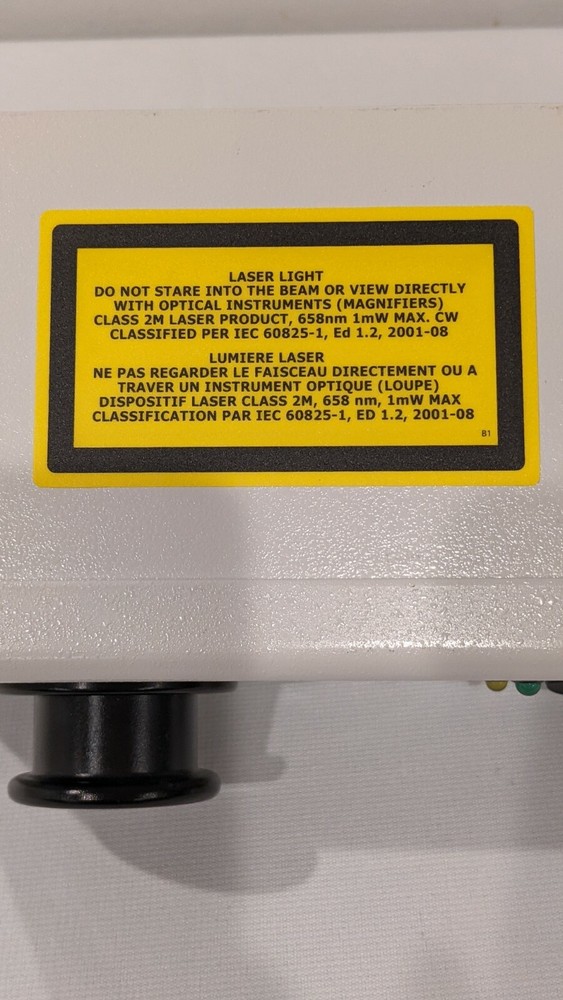 LASER LIGHT
DO NOT STARE INTO THE BEAM OR VIEW DIRECTLY
WITH OPTICAL INSTRUMENTS (MAGNIFIERS)
CLASS 2M LASER PRODUCT, 658nm 1mW MAX. CW
CLASSIFIED PER IEC 60825-1, Ed 1.2, 2001-08
LUMIERE LASER
NE PAS REGARDER LE FAISCEAU DIRECTEMENT OU A
TRAVER UN INSTRUMENT OPTIQUE (LOUPE)
DISPOSITIF LASER CLASS 2M, 658 nm, 1mW MAX
CLASSIFICATION PAR IEC 60825-1, ED 1.2, 2001-08
81